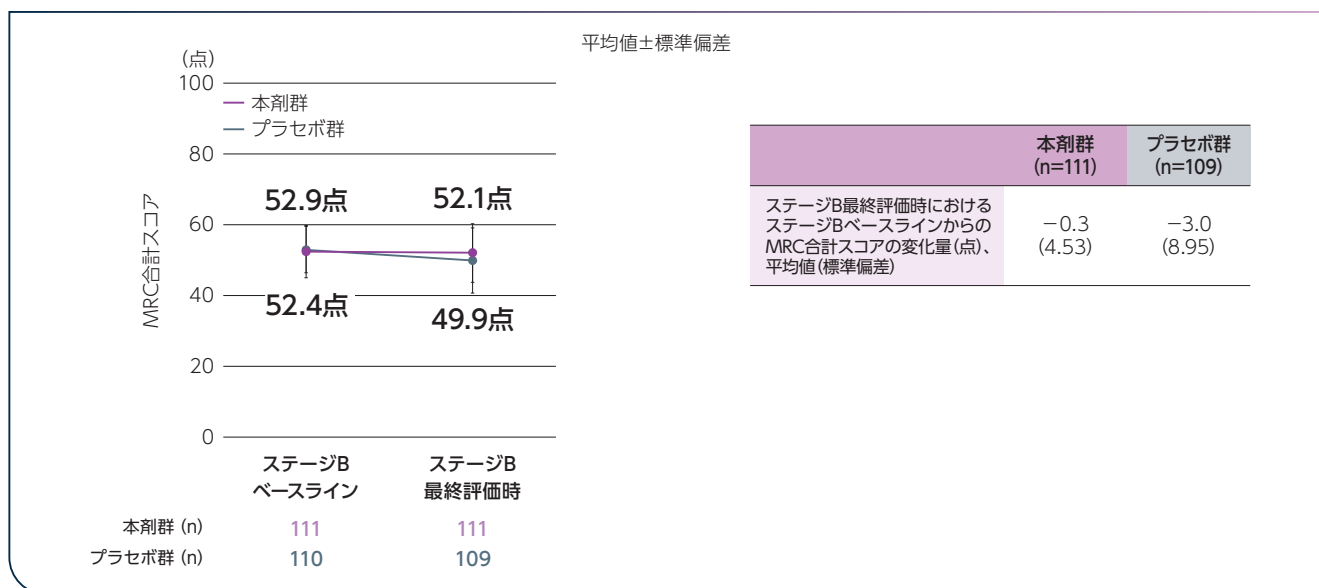 平均値±標準偏差
(点)
100
80
60
40
20
0
MRC合計スコア
本剤群
プラセボ群
52.9点
52.1点
52.4点
49.9点
ステージB
ベースライン
ステージB
最終評価時
本剤群 (n) 111 111
プラセボ群 (n) 110 109
本剤群
(n=111)
プラセボ群
(n=109)
ステージB最終評価時における
ステージBベースラインからの
MRC合計スコアの変化量(点)、
平均値(標準偏差)
−0.3
(4.53)
−3.0
(8.95)